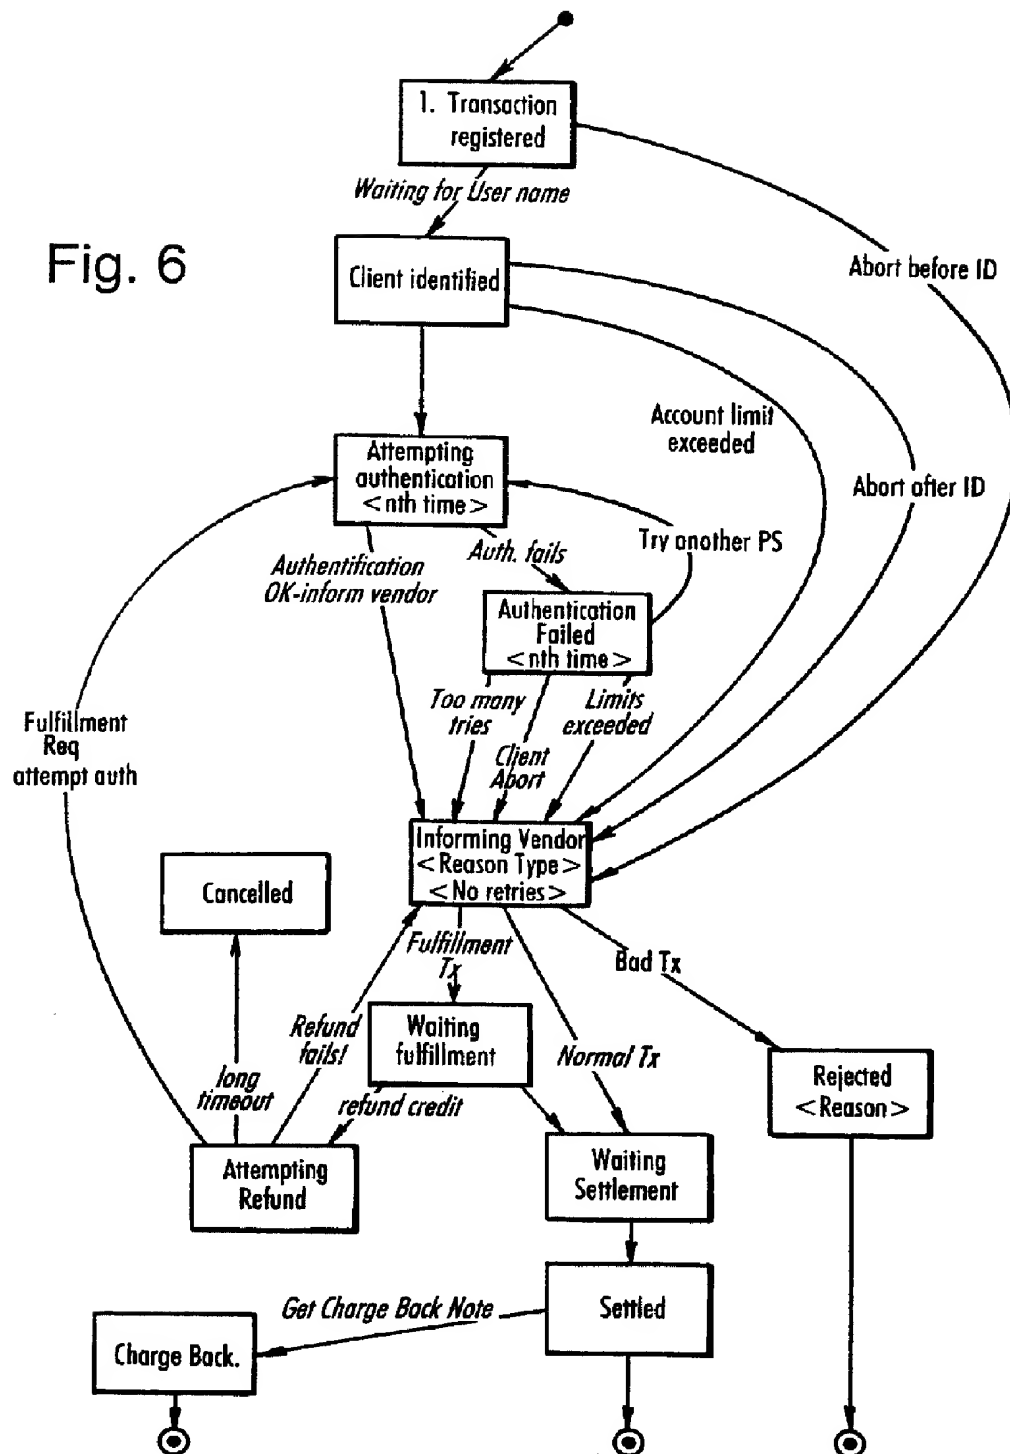 1. Transaction
registered
Waiting for User name
Fig. 6
Client identified
Abort before ID
Account limit
exceeded
Abort after ID
Attempting
authentication
<nth time>
Try another PS
Auth. fails
Authentification
OK-inform vendor
Authentication
Failed
<nth time>
Too many
tries
Client
Abort
Limits
exceeded
Fulfillment
Req
attempt auth
Informing Vendor
<Reason Type>
<No retries>
Cancelled
Fulfillment
Tx
Bad Tx
Refund
fails!
Waiting
fulfillment
Normal Tx
long
timeout
refund credit
Rejected
<Reason>
Attempting
Refund
Waiting
Settlement
Get Charge Back Note
Settled
Charge Back.